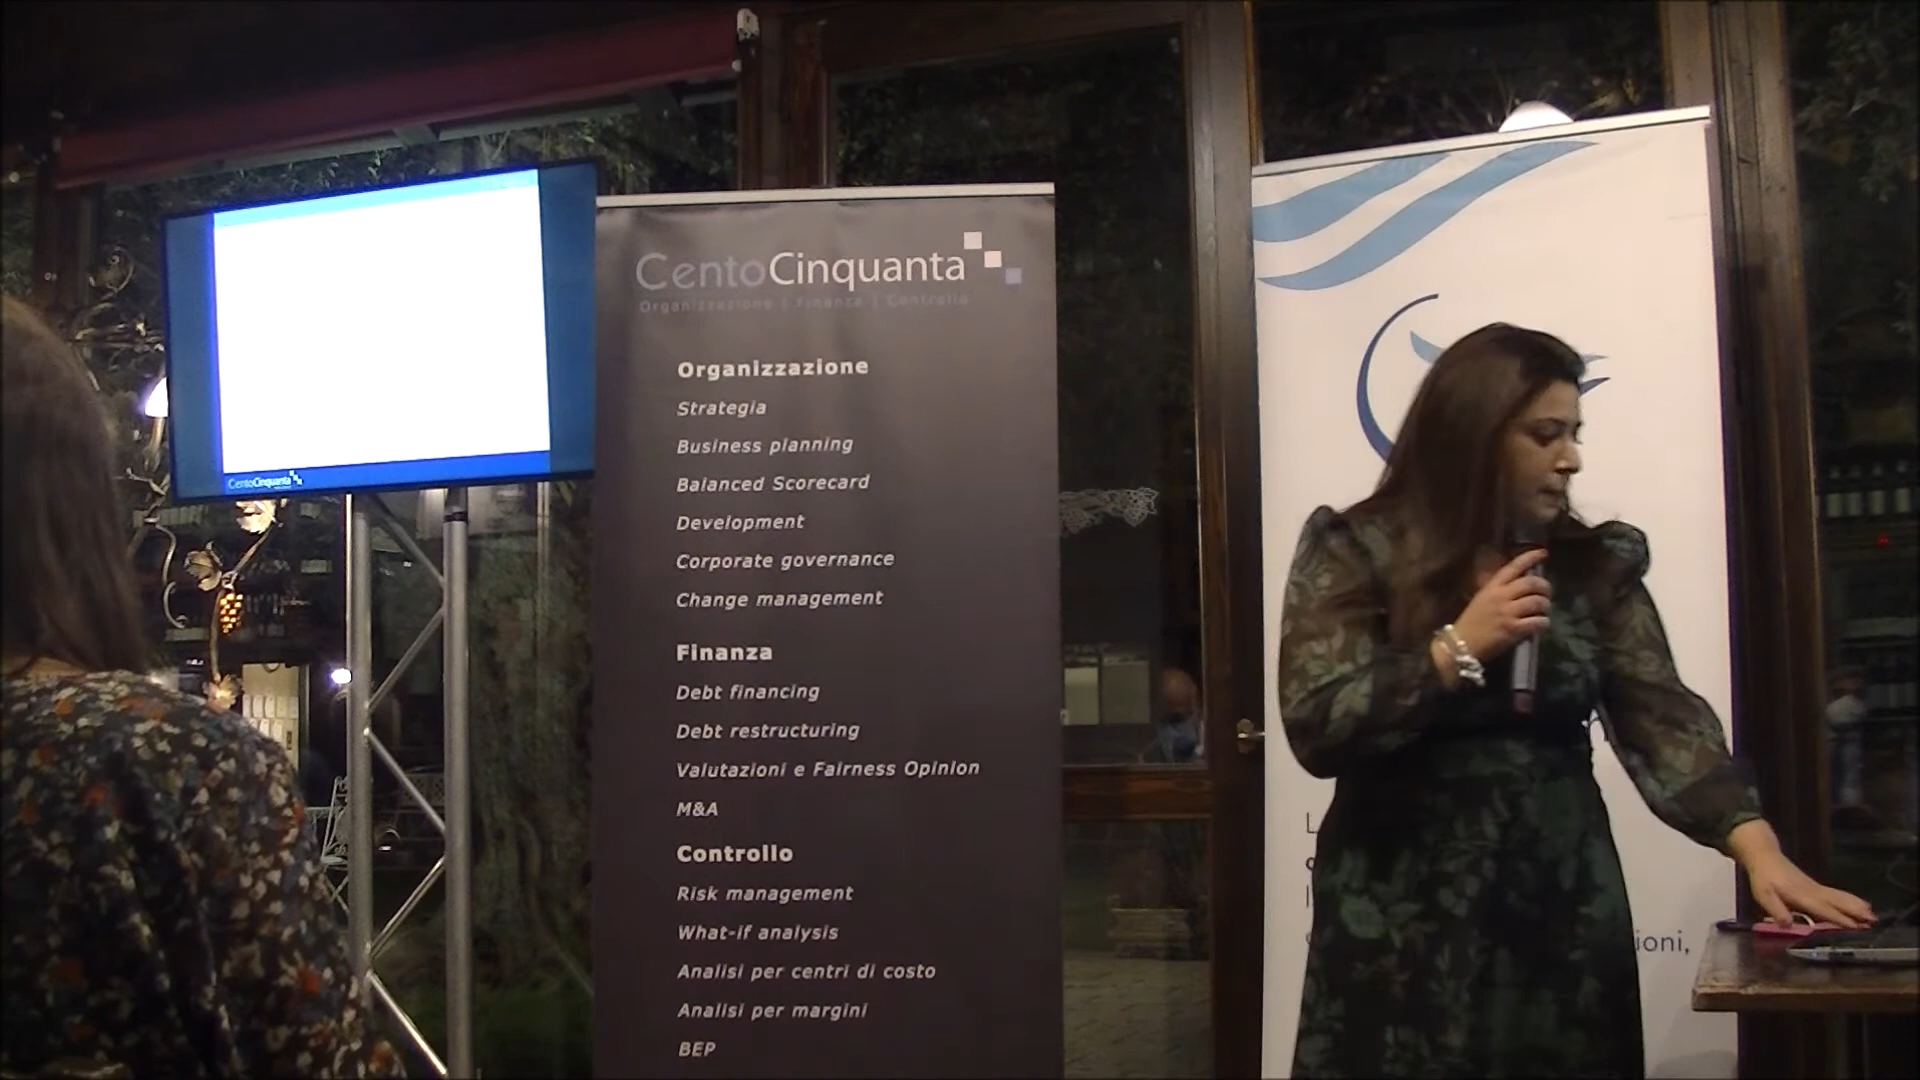 CentoCinquanta
CentoCinquanta
Organizzazione | Finanza | Controllo
Organizzazione
Strategia
Business planning
Balanced Scorecard
Development
Corporate governance
Change management
Finanza
Debt financing
Debt restructuring
Valutazioni e Fairness Opinion
M&A
Controllo
Risk management
What-if analysis
Analisi per centri di costo
Analisi per margini
BEP
ioni,